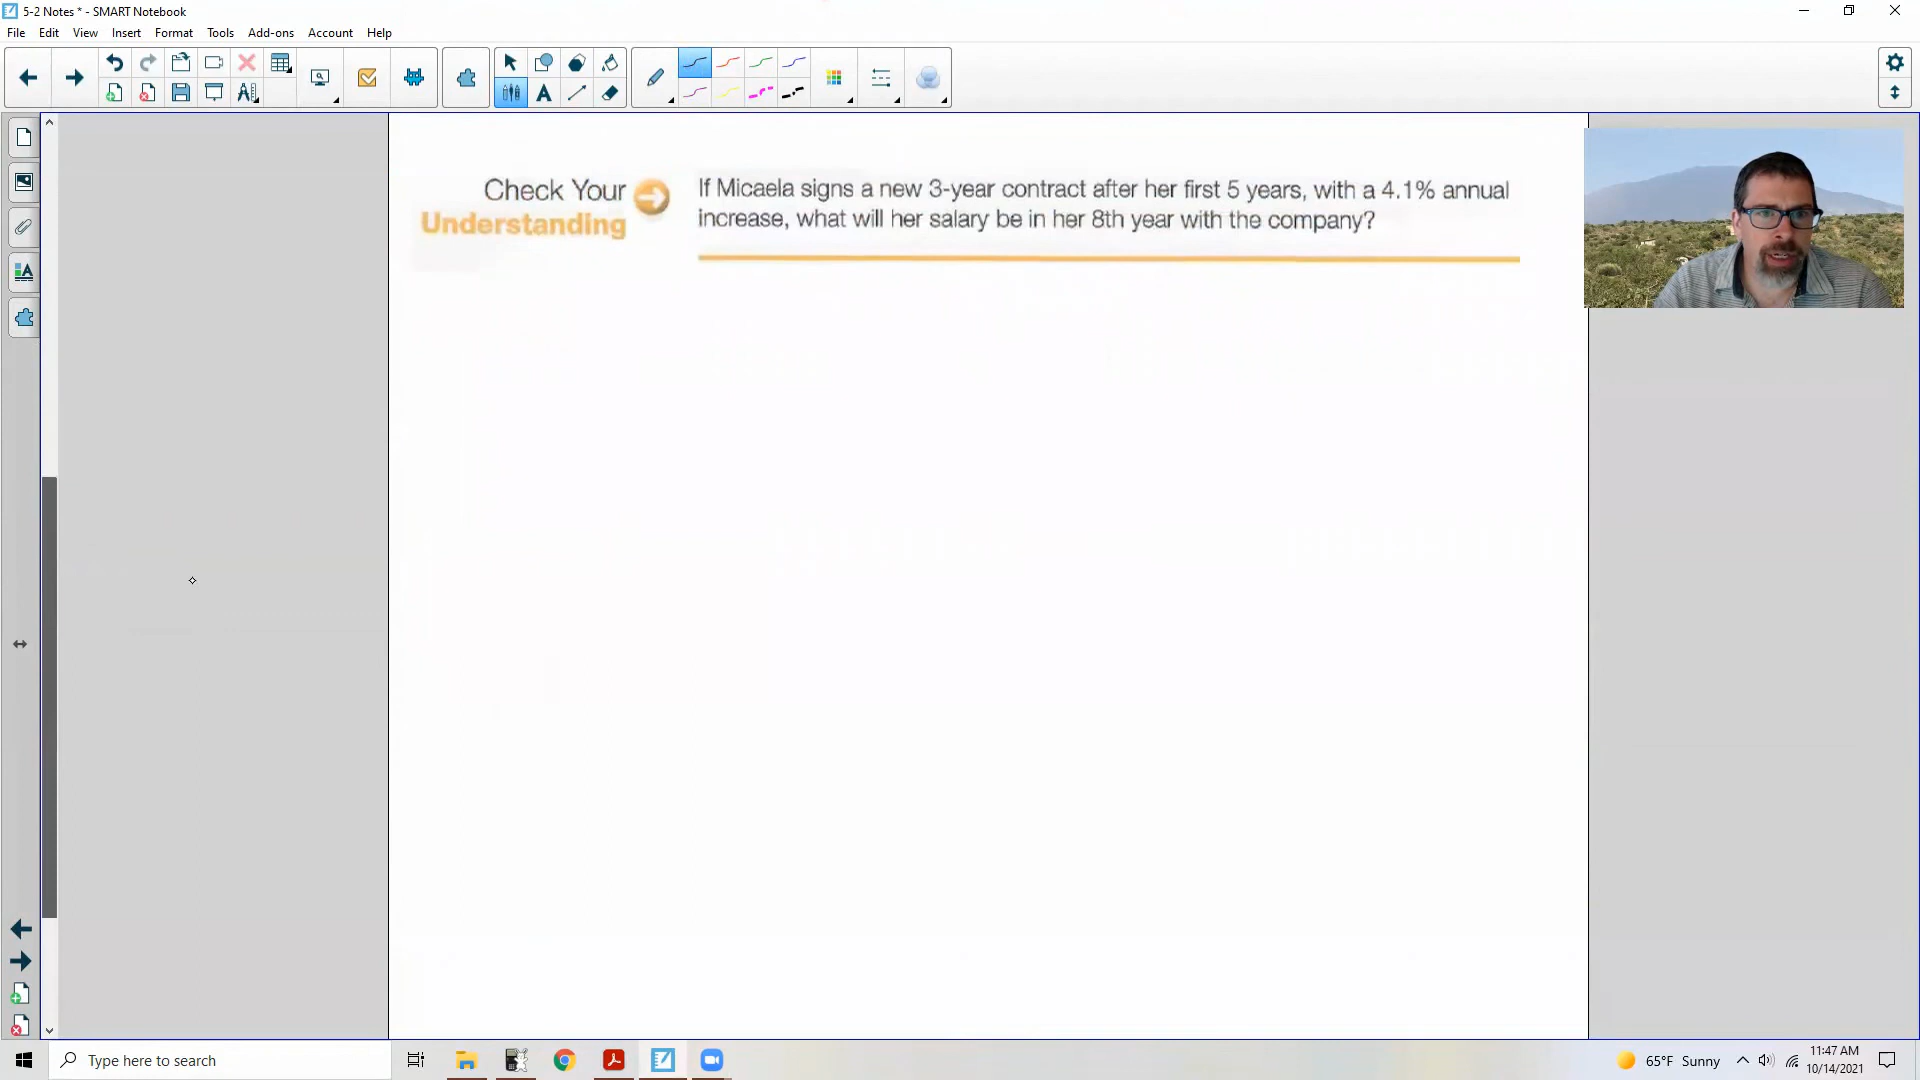 5-2 Notes * - SMART Notebook
File Edit View Insert Format Tools Add-ons Account Help
Check Your
Understanding
If Micaela signs a new 3-year contract after her first 5 years, with a 4.1% annual
increase, what will her salary be in her 8th year with the company?
Type here to search
65°F Sunny
11:47 AM
10/14/2021